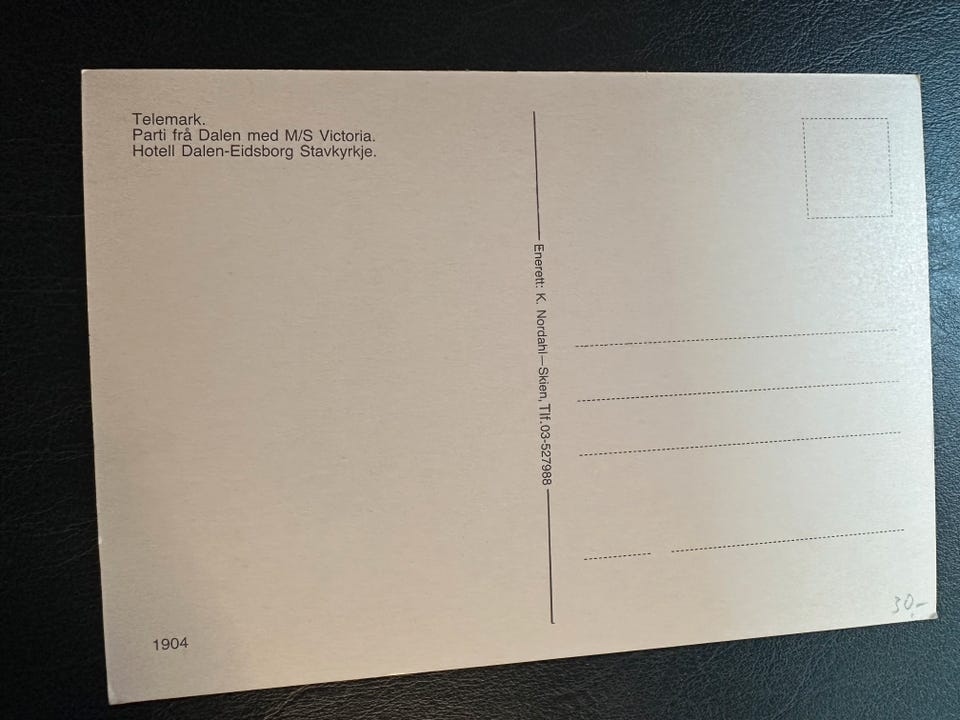 Telemark.
Parti frå Dalen med M/S Victoria.
Hotell Dalen-Eidsborg Stavkyrkje.
Enerett: K. Nordahl—Skien, Tlf. 03-527988
1904
30,-